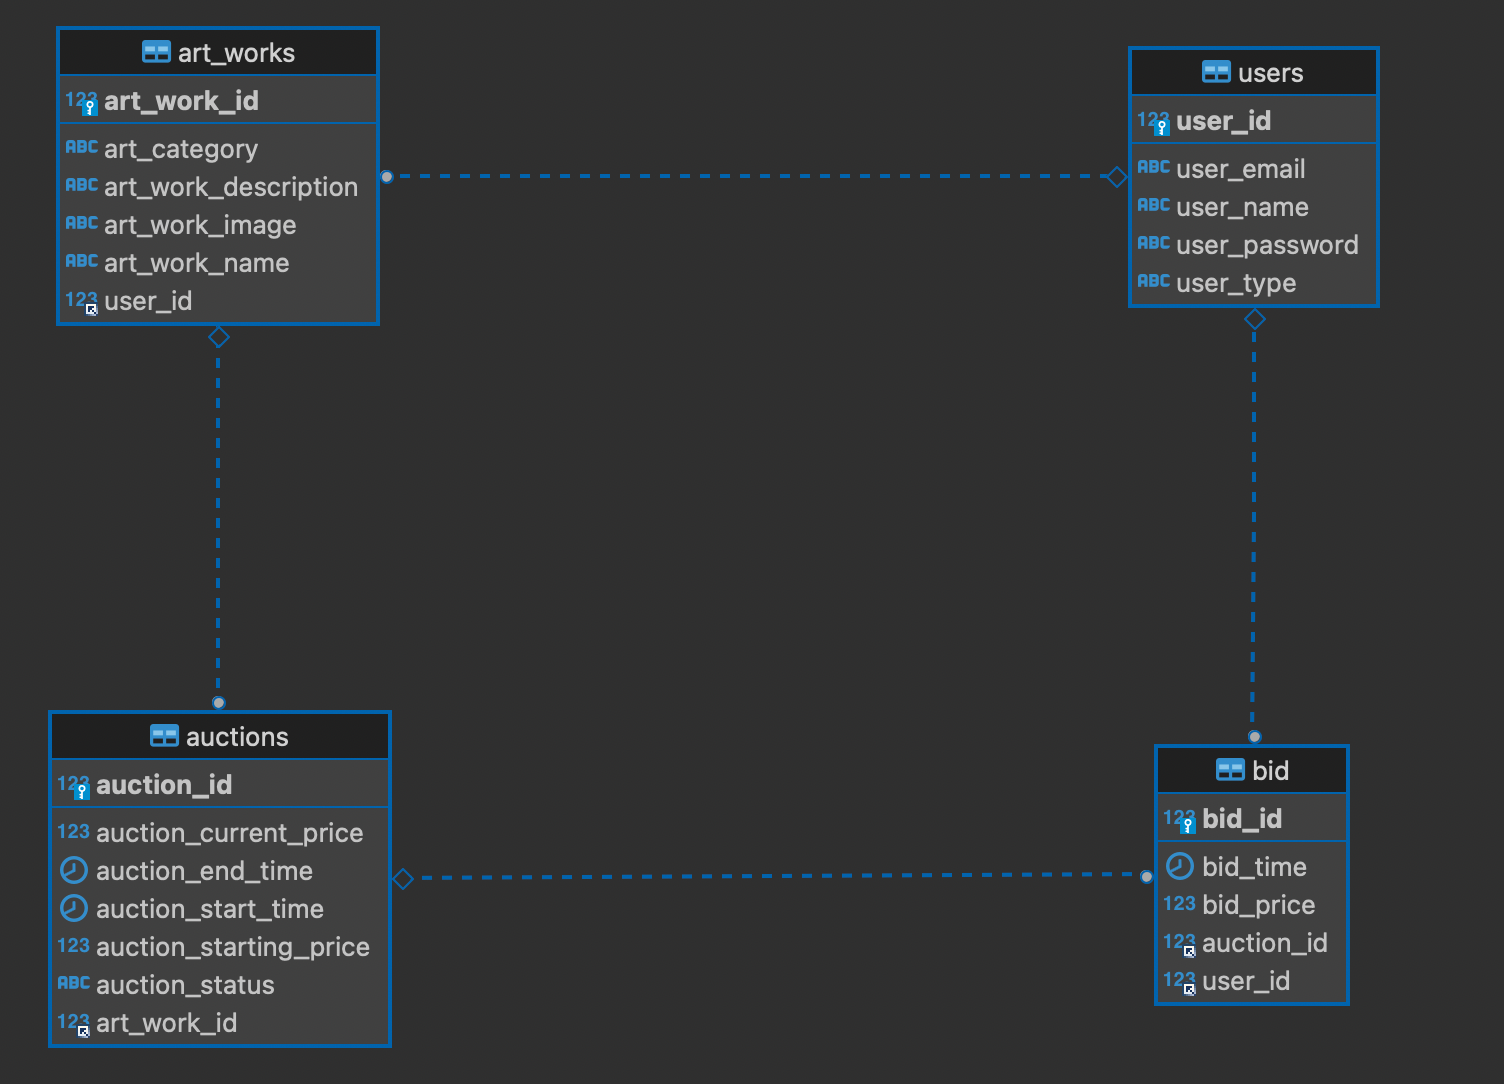 art_works
123 art_work_id
ABC art_category
ABC art_work_description
ABC art_work_image
ABC art_work_name
123 user_id
users
123 user_id
ABC user_email
ABC user_name
ABC user_password
ABC user_type
auctions
123 auction_id
123 auction_current_price
auction_end_time
auction_start_time
123 auction_starting_price
ABC auction_status
123 art_work_id
bid
123 bid_id
bid_time
123 bid_price
123 auction_id
123 user_id